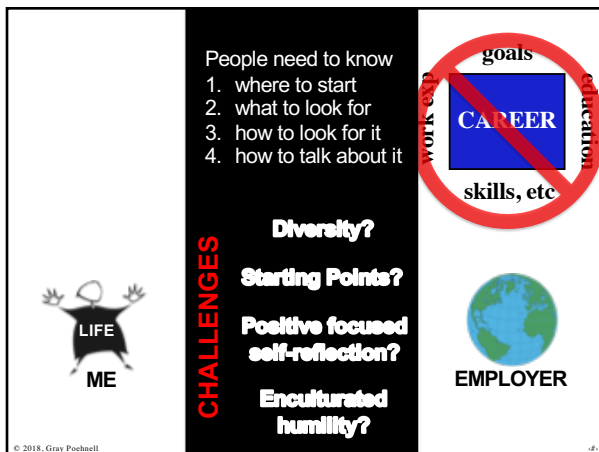 People need to know
1. where to start
2. what to look for
3. how to look for it
4. how to talk about it
goals
work exp
CAREER
education
skills, etc
CHALLENGES
Diversity?
Starting Points?
Positive focused
self-reflection?
Enculturated
humility?
LIFE
ME
EMPLOYER
© 2018, Gray Poehnell
‹#›